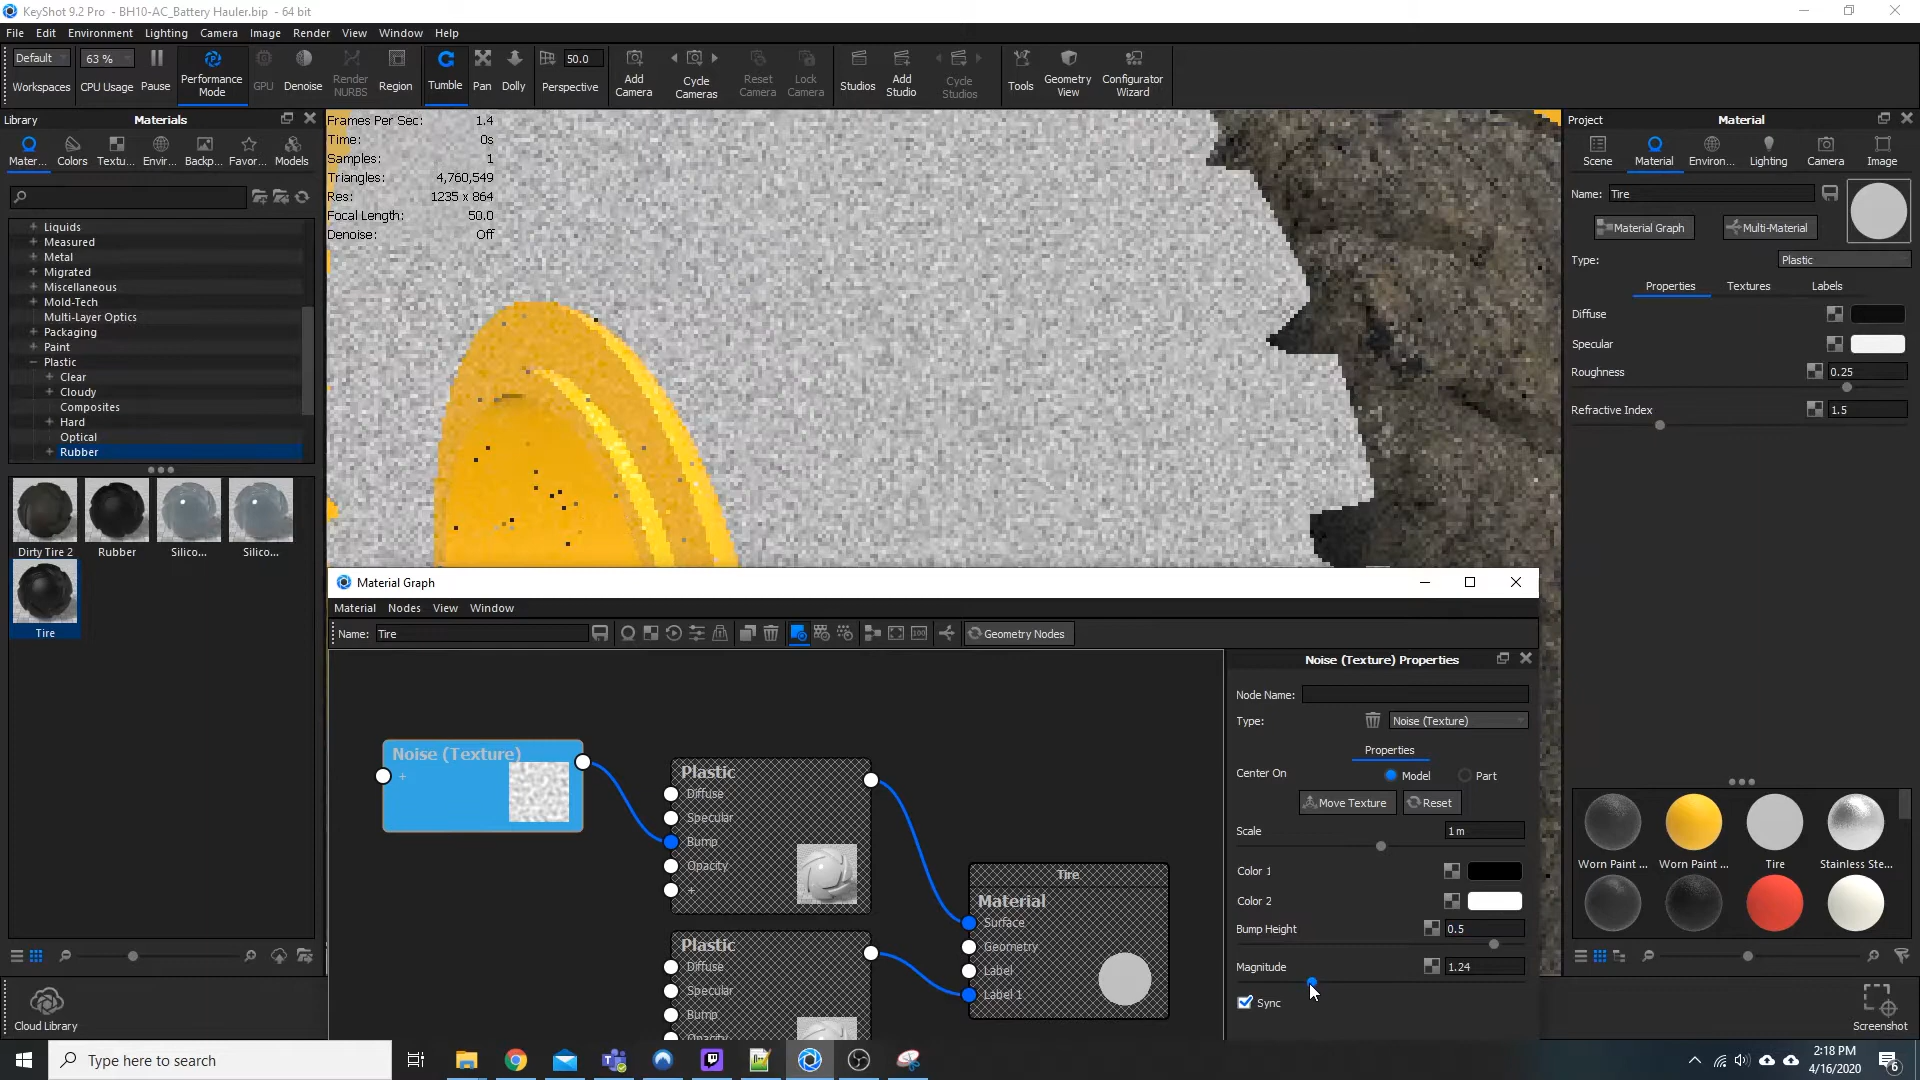 KeyShot 9.2 Pro - BH10-AC_Battery Hauler.bip - 64 bit
File Edit Environment Lighting Camera Image Render View Window Help
Default 63 % 50.0
Workspaces CPU Usage Pause Performance Mode GPU Denoise Render NURBS Region Tumble Pan Dolly Perspective Add Camera Cycle Cameras Reset Camera Lock Camera Studios Add Studio Cycle Studios Tools Geometry View Configurator Wizard
Library Materials
Mater... Colors Textu... Envir... Backp... Favor... Models
Liquids
Measured
Metal
Migrated
Miscellaneous
Mold-Tech
Multi-Layer Optics
Packaging
Paint
Plastic
Clear
Cloudy
Composites
Hard
Optical
Rubber
Dirty Tire 2 Rubber Silico... Silico...
Tire
Cloud Library
Frames Per Sec: 1.4
Time: 0s
Samples: 1
Triangles: 4,760,549
Res: 1235 x 864
Focal Length: 50.0
Denoise: Off
Material Graph
Material Nodes View Window
Name: Tire 100 Geometry Nodes
Noise (Texture)
+
Plastic
Diffuse
Specular
Bump
Opacity
+
Plastic
Diffuse
Specular
Bump
Opacity
Tire
Material
Surface
Geometry
Label
Label 1
Noise (Texture) Properties
Node Name:
Type: Noise (Texture)
Properties
Center On Model Part
Move Texture Reset
Scale 1 m
Color 1
Color 2
Bump Height 0.5
Magnitude 1.24
Sync
Project Material
Scene Material Environ... Lighting Camera Image
Name: Tire
Material Graph Multi-Material
Type: Plastic
Properties Textures Labels
Diffuse
Specular
Roughness 0.25
Refractive Index 1.5
Worn Paint ... Worn Paint ... Tire Stainless Ste...
Screenshot
Type here to search
2:18 PM
4/16/2020
6